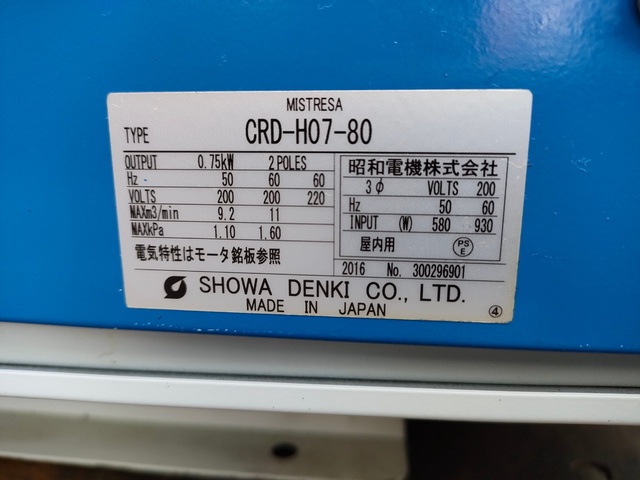 MISTRESA
TYPE CRD-H07-80
OUTPUT 0.75kW 2POLES
Hz 50 60 60
VOLTS 200 200 220
MAXm3/min 9.2 11
MAXkPa 1.10 1.60
電気特性はモータ銘板参照
昭和電機株式会社
3φ VOLTS 200
Hz 50 60
INPUT (W) 580 930
屋内用 PSE
2016 No. 300296901
SHOWA DENKI CO., LTD.
MADE IN JAPAN ④